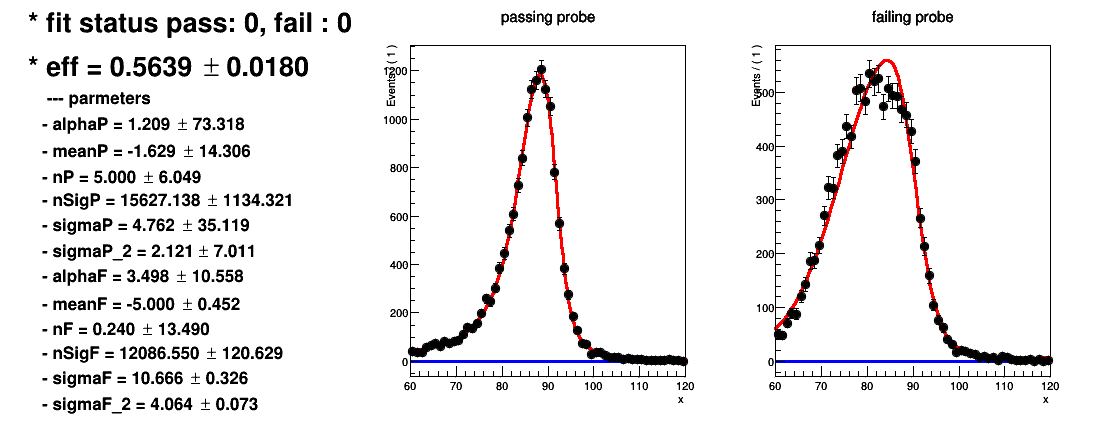 * fit status pass: 0, fail : 0
* eff = 0.5639 ± 0.0180
--- parmeters
- alphaP = 1.209 ± 73.318
- meanP = -1.629 ± 14.306
- nP = 5.000 ± 6.049
- nSigP = 15627.138 ± 1134.321
- sigmaP = 4.762 ± 35.119
- sigmaP_2 = 2.121 ± 7.011
- alphaF = 3.498 ± 10.558
- meanF = -5.000 ± 0.452
- nF = 0.240 ± 13.490
- nSigF = 12086.550 ± 120.629
- sigmaF = 10.666 ± 0.326
- sigmaF_2 = 4.064 ± 0.073
passing probe
Events / ( 1 )
1200
1000
800
600
400
200
0
60 70 80 90 100 110 120
x
failing probe
Events / ( 1 )
500
400
300
200
100
0
60 70 80 90 100 110 120
x